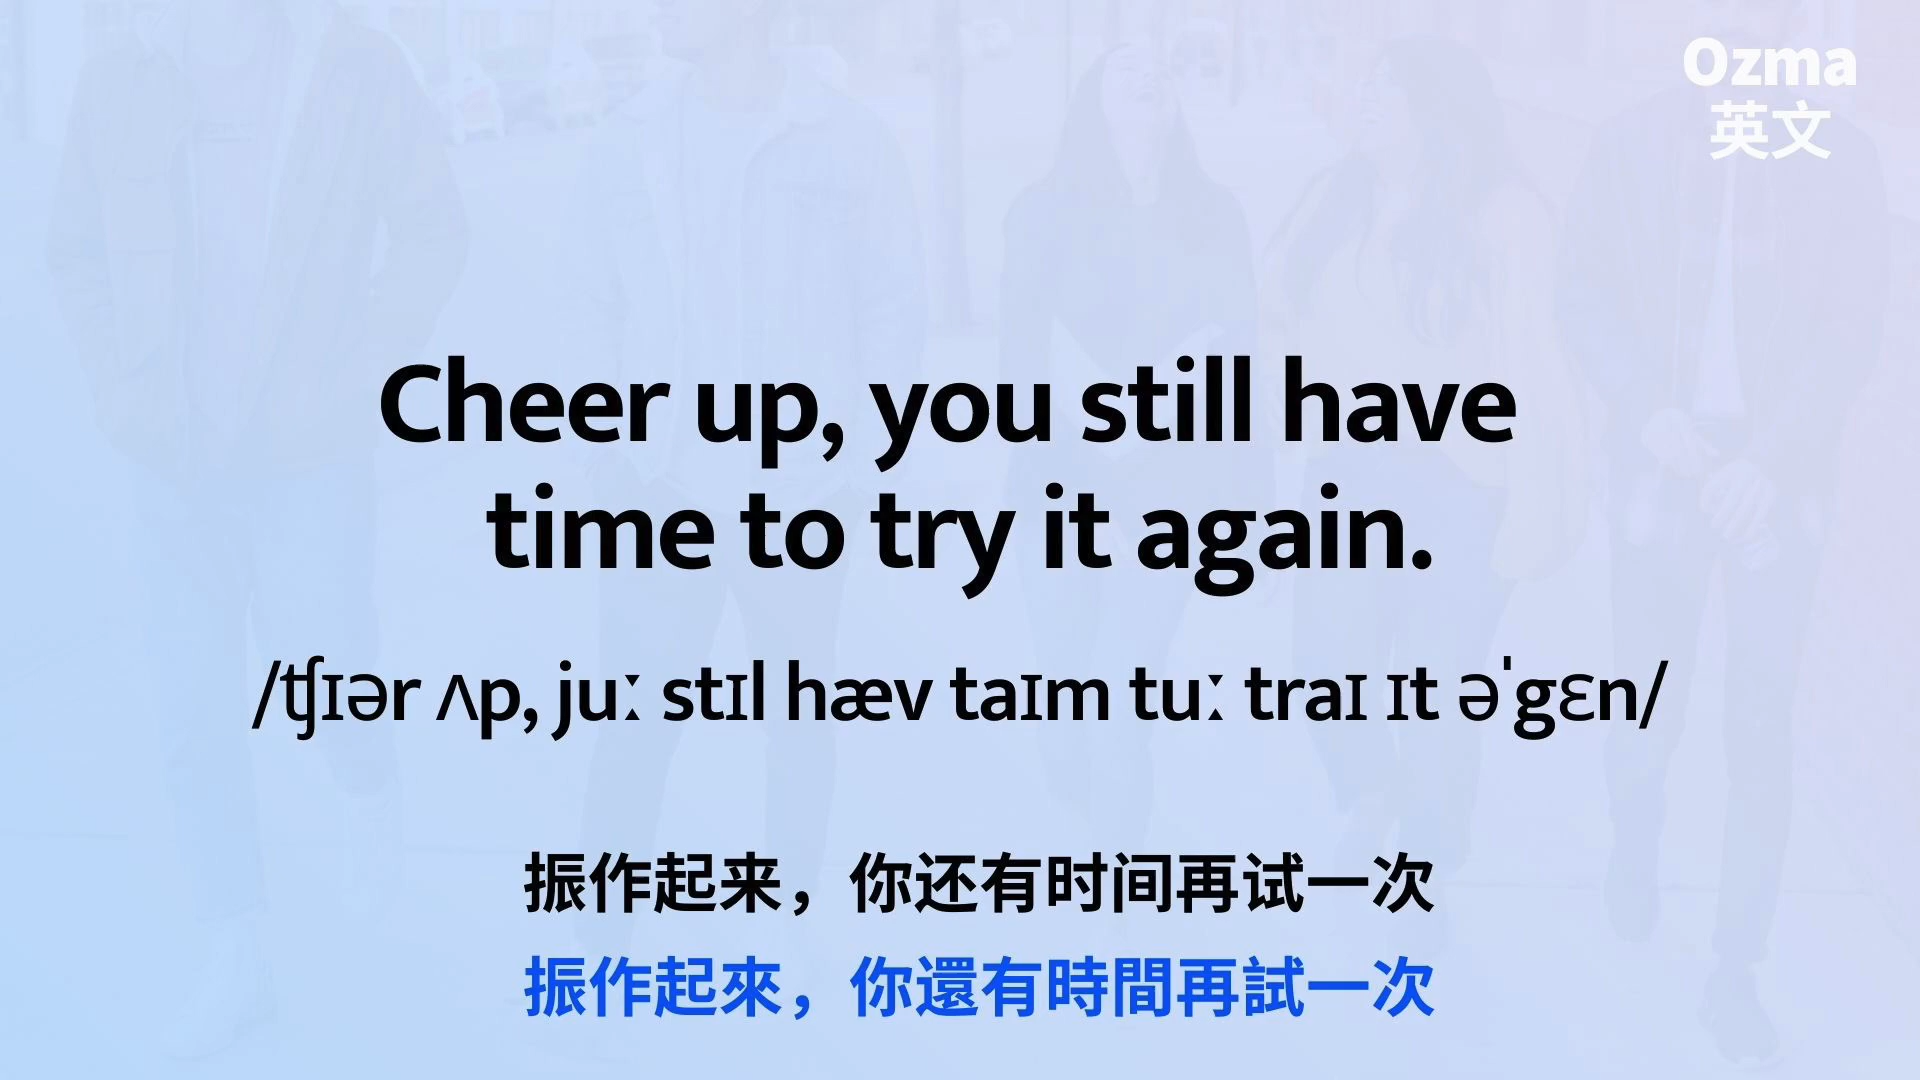 Ozma
英文
Cheer up, you still have
time to try it again.
/ʧɪər ʌp, juː stɪl hæv taɪm tuː traɪ ɪt əˈgɛn/
振作起来，你还有时间再试一次
振作起來，你還有時間再試一次